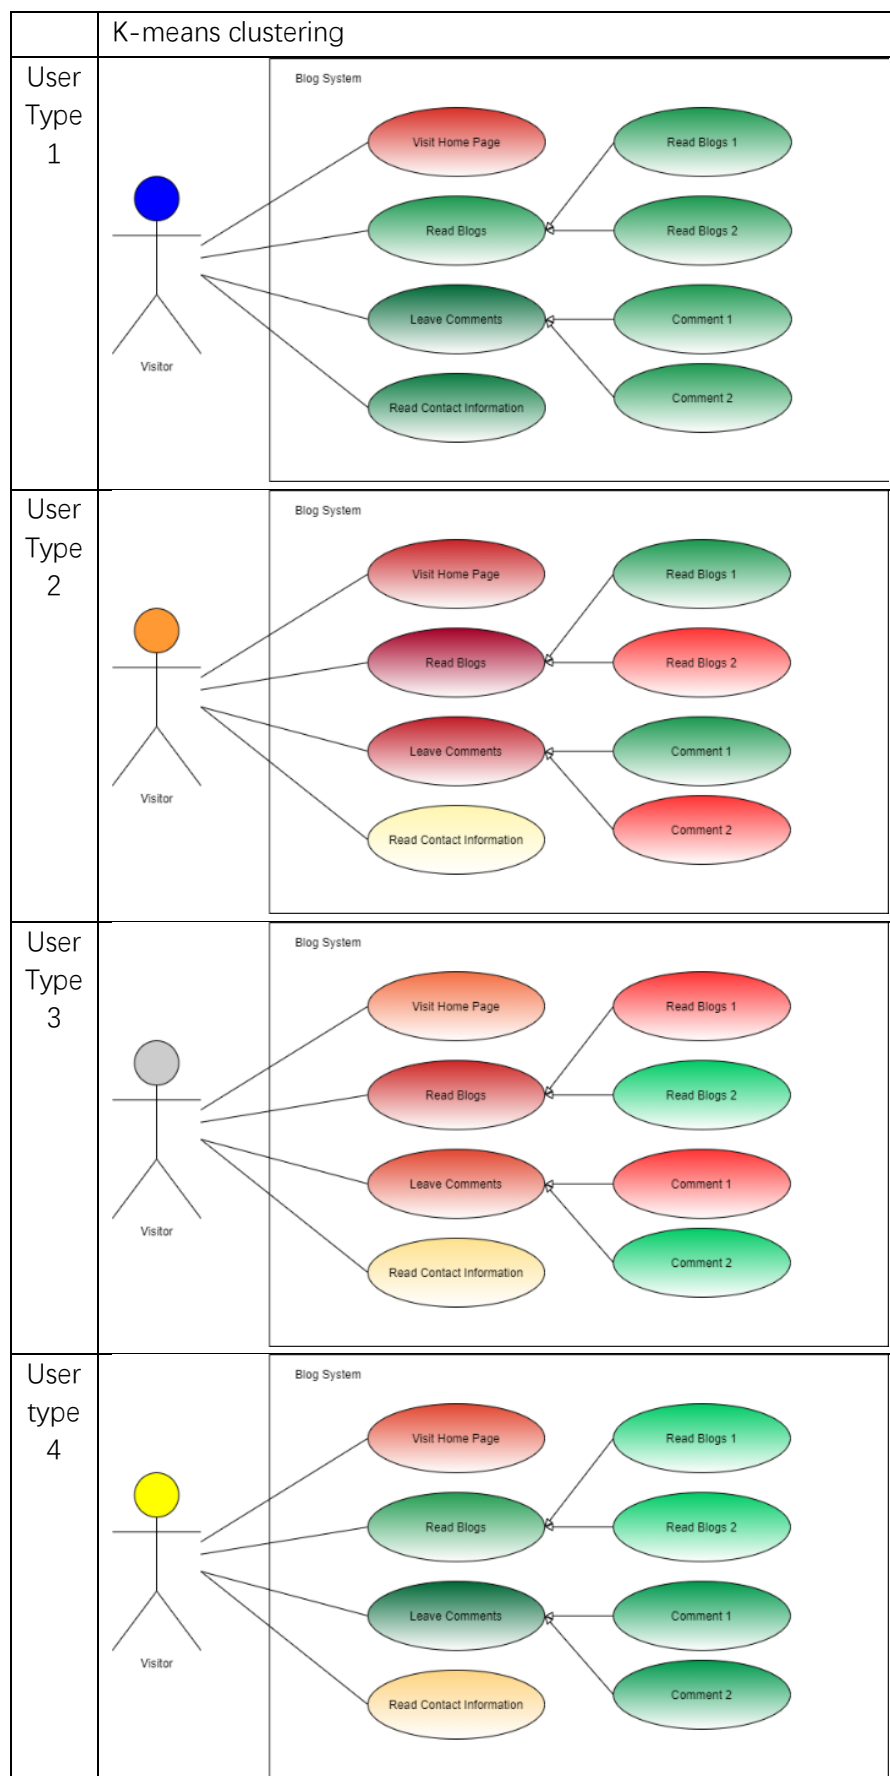 K-means clustering
User
Type
1
Blog System
Visit Home Page
Read Blogs 1
Read Blogs
Read Blogs 2
Leave Comments
Comment 1
Visitor
Comment 2
Read Contact Information
User
Type
2
Blog System
Visit Home Page
Read Blogs 1
Read Blogs
Read Blogs 2
Leave Comments
Comment 1
Visitor
Comment 2
Read Contact Information
User
Type
3
Blog System
Visit Home Page
Read Blogs 1
Read Blogs
Read Blogs 2
Leave Comments
Comment 1
Visitor
Comment 2
Read Contact Information
User
type
4
Blog System
Visit Home Page
Read Blogs 1
Read Blogs
Read Blogs 2
Leave Comments
Comment 1
Visitor
Comment 2
Read Contact Information